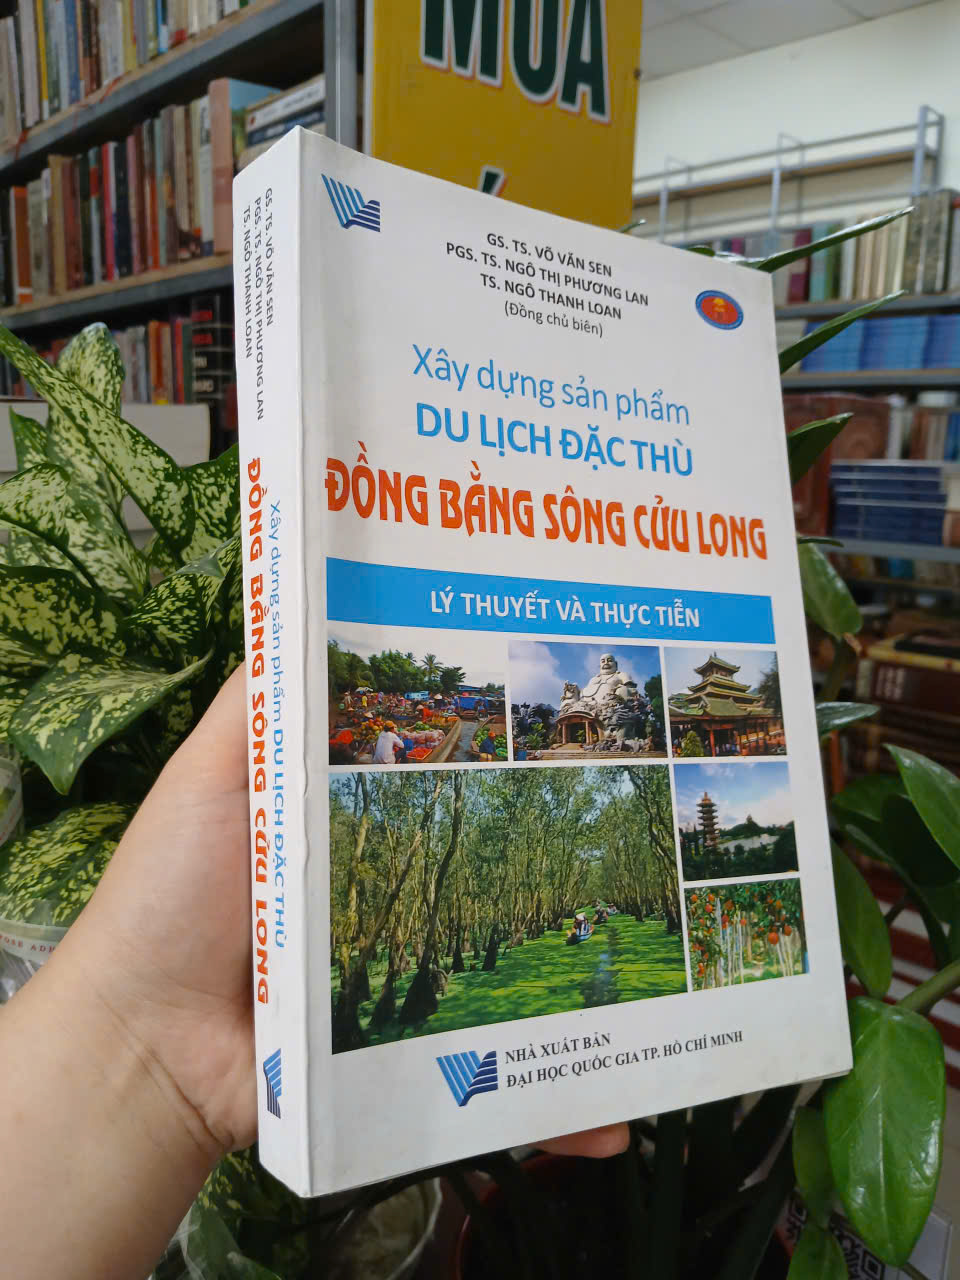 MUA
GS. TS. VÕ VĂN SEN
PGS. TS. NGÔ THỊ PHƯƠNG LAN
TS. NGÔ THANH LOAN
(Đồng chủ biên)
Xây dựng sản phẩm
DU LỊCH ĐẶC THÙ
ĐỒNG BẰNG SÔNG CỬU LONG
LÝ THUYẾT VÀ THỰC TIỄN
NHÀ XUẤT BẢN
ĐẠI HỌC QUỐC GIA TP. HỒ CHÍ MINH
GS. TS. VÕ VĂN SEN
PGS. TS. NGÔ THỊ PHƯƠNG LAN
TS. NGÔ THANH LOAN
Xây dựng sản phẩm DU LỊCH ĐẶC THÙ
ĐỒNG BẰNG SÔNG CỬU LONG